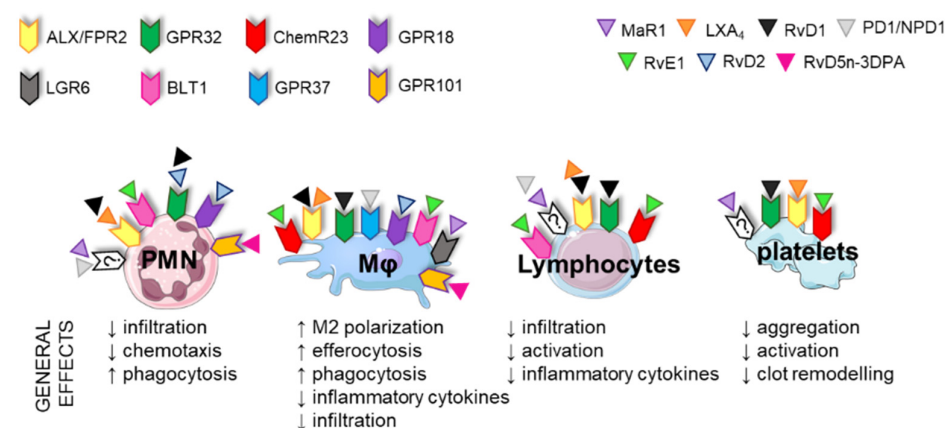 ALX/FPR2 GPR32 ChemR23 GPR18
LGR6 BLT1 GPR37 GPR101
MaR1 LXA₄ RvD1 PD1/NPD1
RvE1 RvD2 RvD5n-3DPA
?
PMN
Mφ
?
Lymphocytes
?
platelets
GENERAL
EFFECTS
↓ infiltration
↓ chemotaxis
↑ phagocytosis
↑ M2 polarization
↑ efferocytosis
↑ phagocytosis
↓ inflammatory cytokines
↓ infiltration
↓ infiltration
↓ activation
↓ inflammatory cytokines
↓ aggregation
↓ activation
↓ clot remodelling